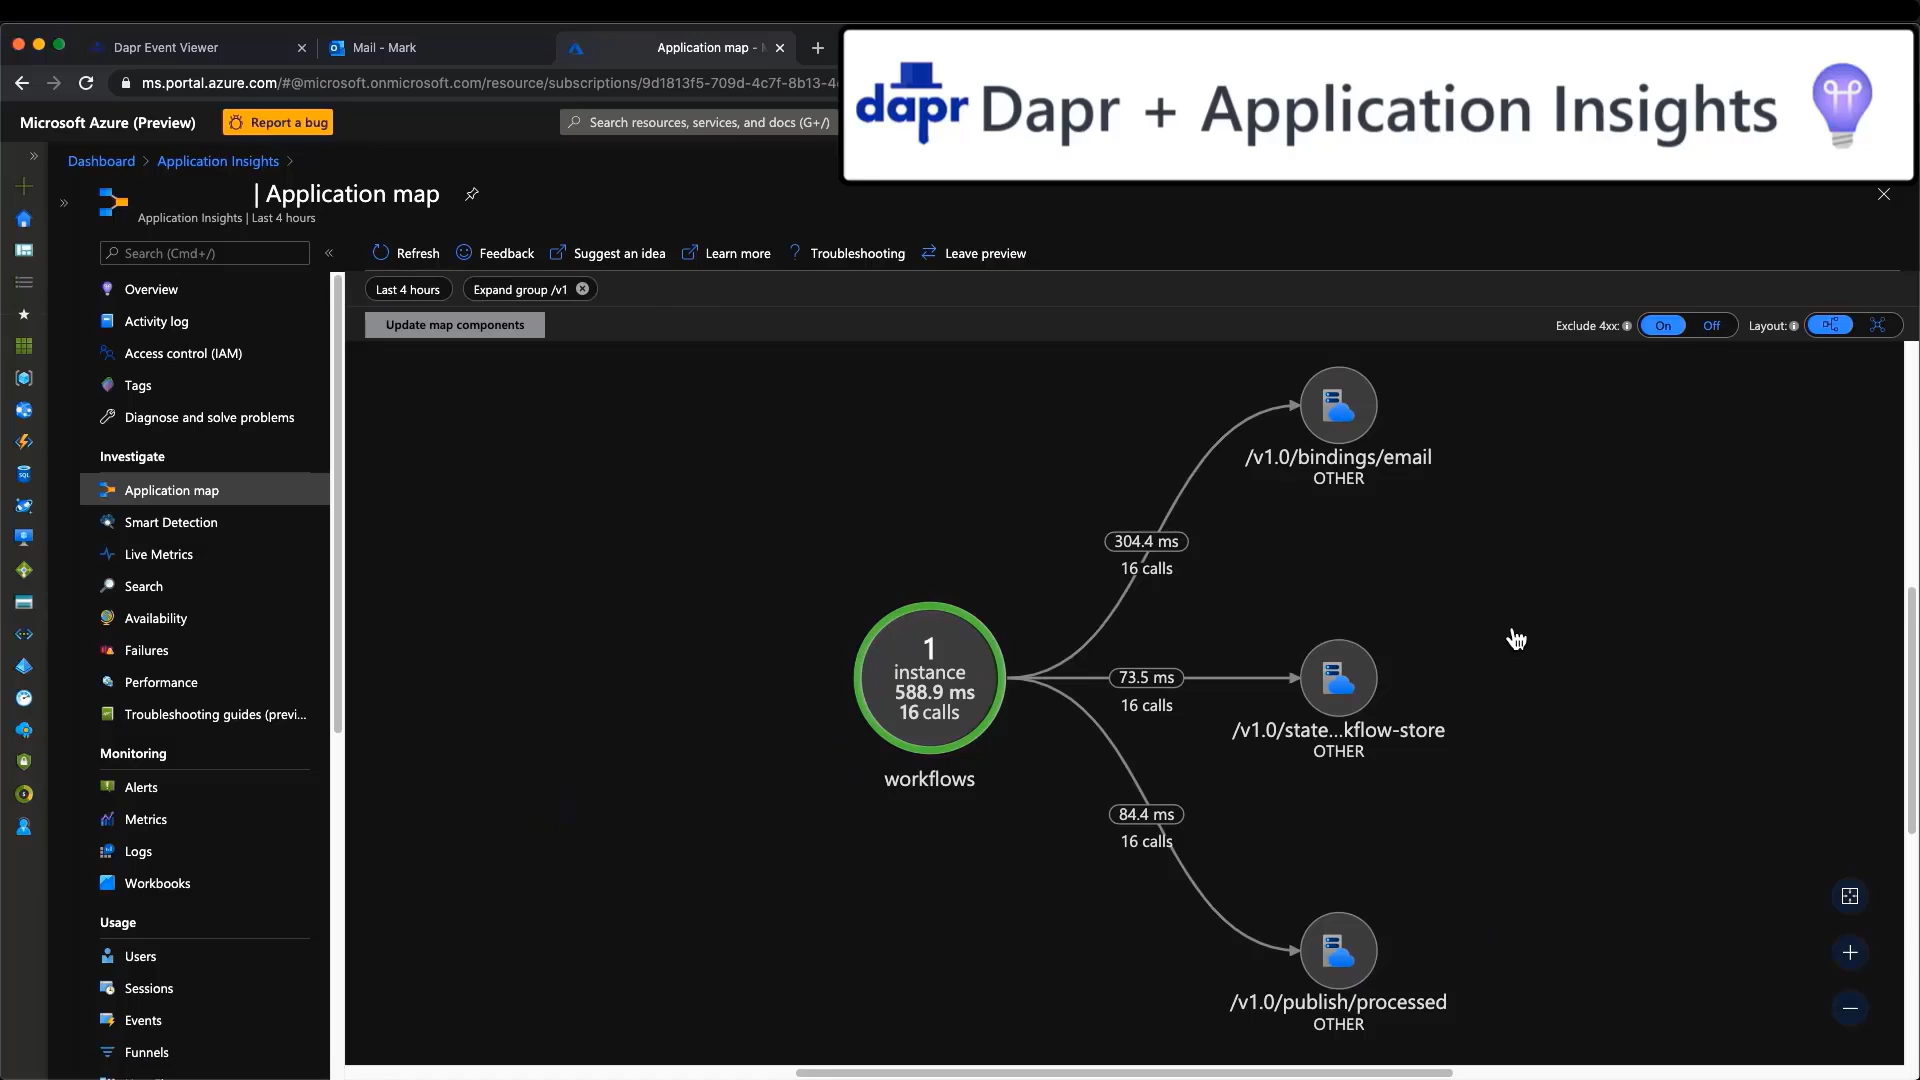 Dapr Event Viewer
Mail - Mark
Application map -
ms.portal.azure.com/#@microsoft.onmicrosoft.com/resource/subscriptions/9d1813f5-709d-4c7f-8b13-4
dapr Dapr + Application Insights
Microsoft Azure (Preview)
Report a bug
Search resources, services, and docs (G+/)
Dashboard > Application Insights >
| Application map
Application Insights | Last 4 hours
Search (Cmd+/)
Refresh
Feedback
Suggest an idea
Learn more
Troubleshooting
Leave preview
Last 4 hours
Expand group /v1
Update map components
Exclude 4xx:
On
Off
Layout:
Overview
Activity log
Access control (IAM)
Tags
Diagnose and solve problems
Investigate
Application map
Smart Detection
Live Metrics
Search
Availability
Failures
Performance
Troubleshooting guides (previ...
Monitoring
Alerts
Metrics
Logs
Workbooks
Usage
Users
Sessions
Events
Funnels
1
instance
588.9 ms
16 calls
workflows
304.4 ms
16 calls
73.5 ms
16 calls
84.4 ms
16 calls
/v1.0/bindings/email
OTHER
/v1.0/state...kflow-store
OTHER
/v1.0/publish/processed
OTHER